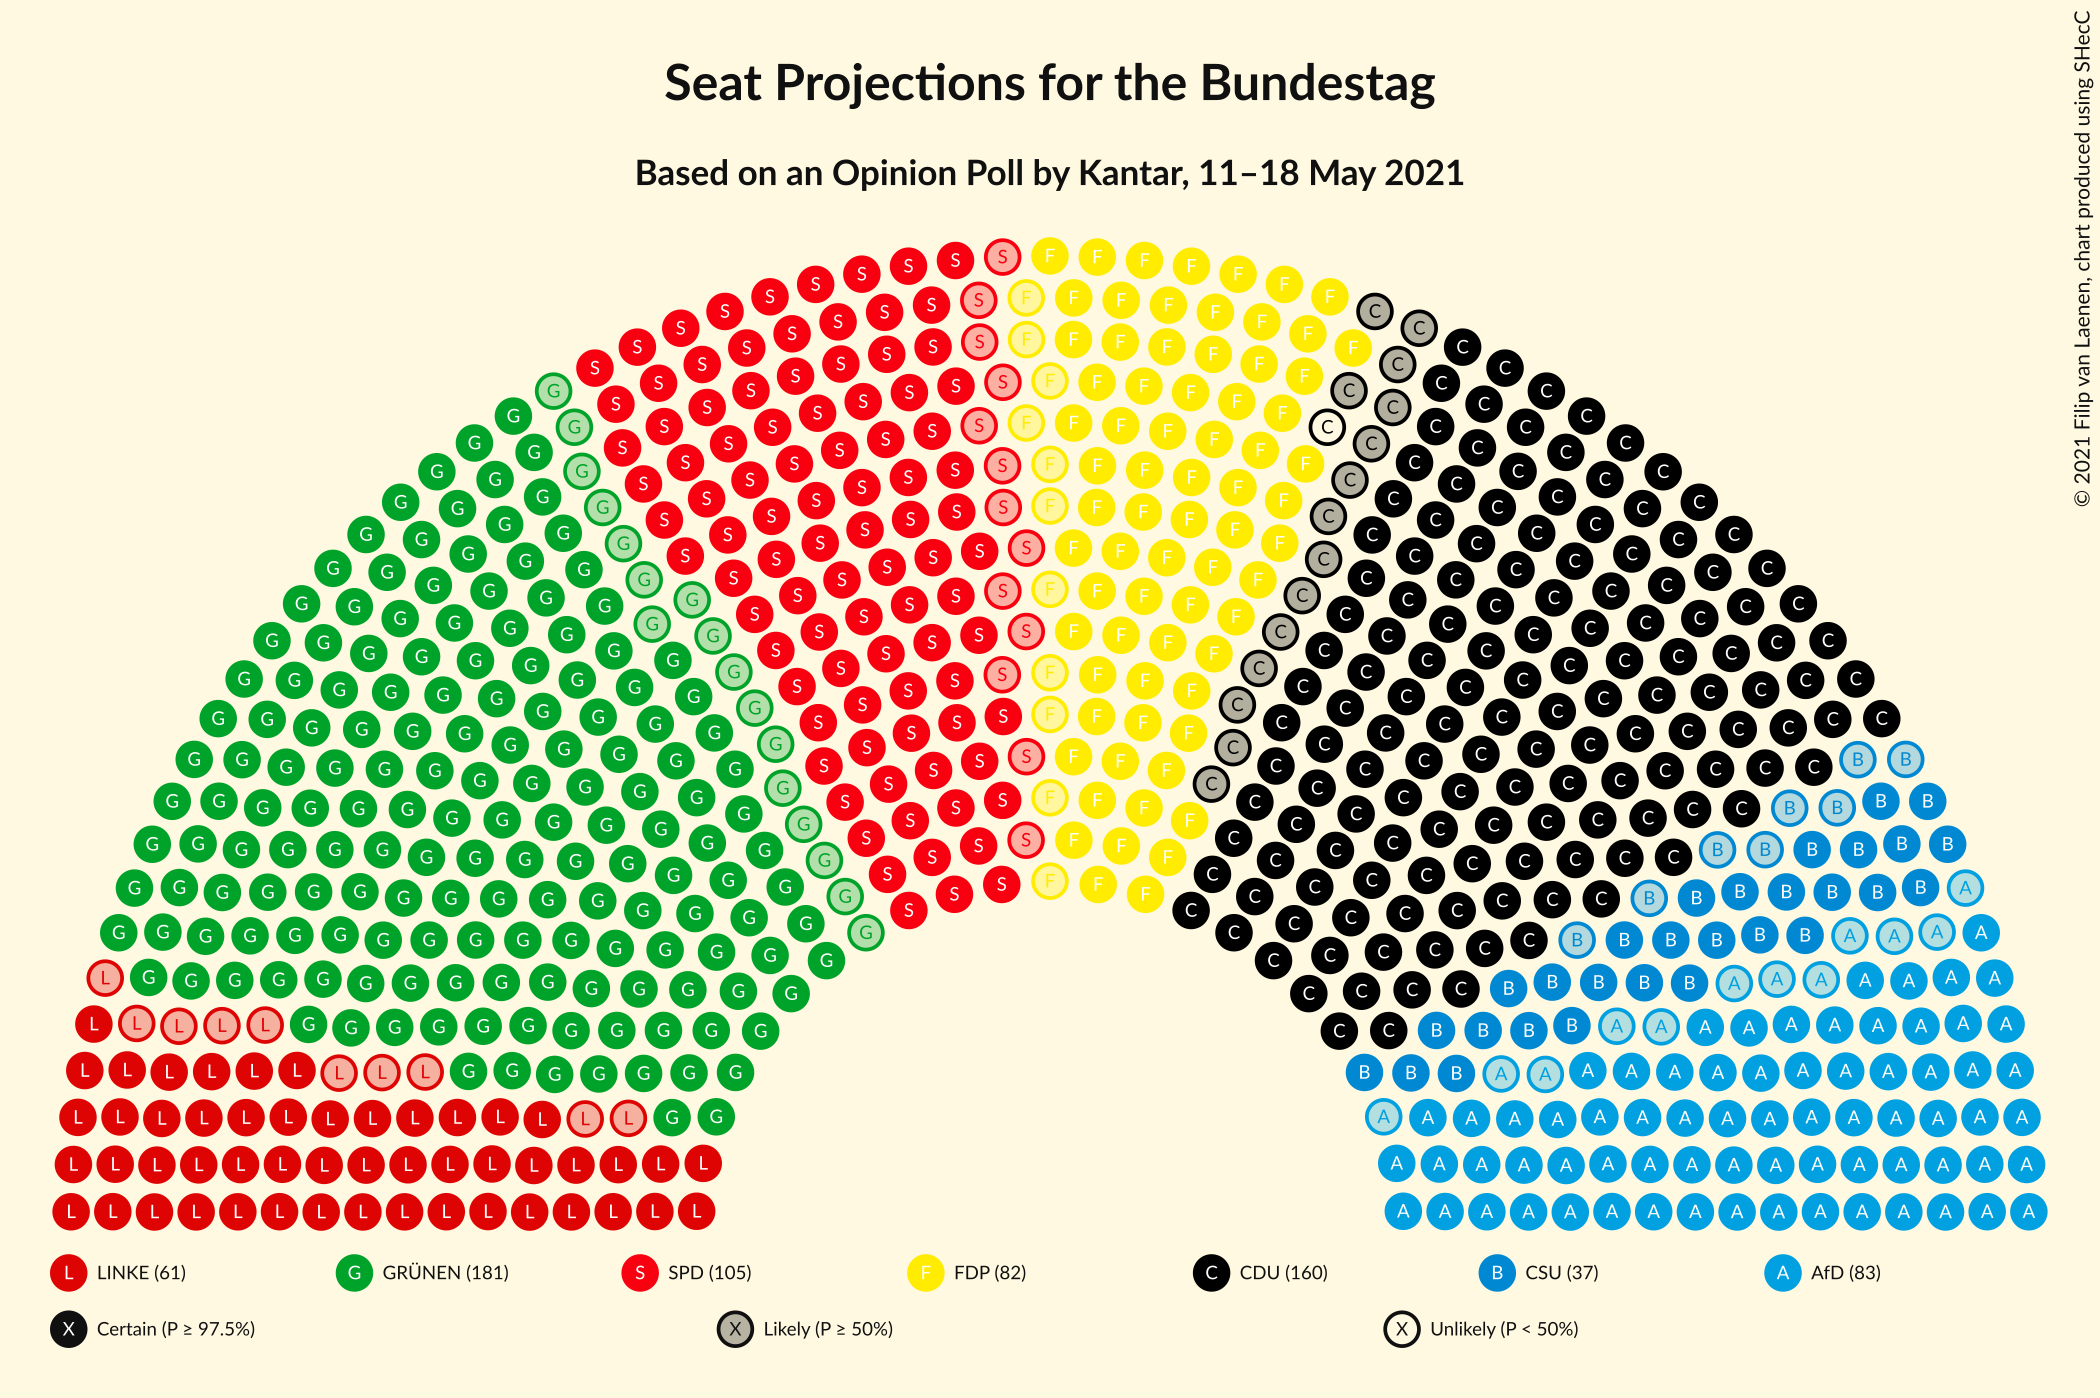 Seat Projections for the Bundestag
Based on an Opinion Poll by Kantar, 11–18 May 2021
© 2021 Filip van Laenen, chart produced using SHecC
L LINKE (61) G GRÜNEN (181) S SPD (105) F FDP (82) C CDU (160) B CSU (37) A AfD (83)
X Certain (P ≥ 97.5%) X Likely (P ≥ 50%) X Unlikely (P < 50%)